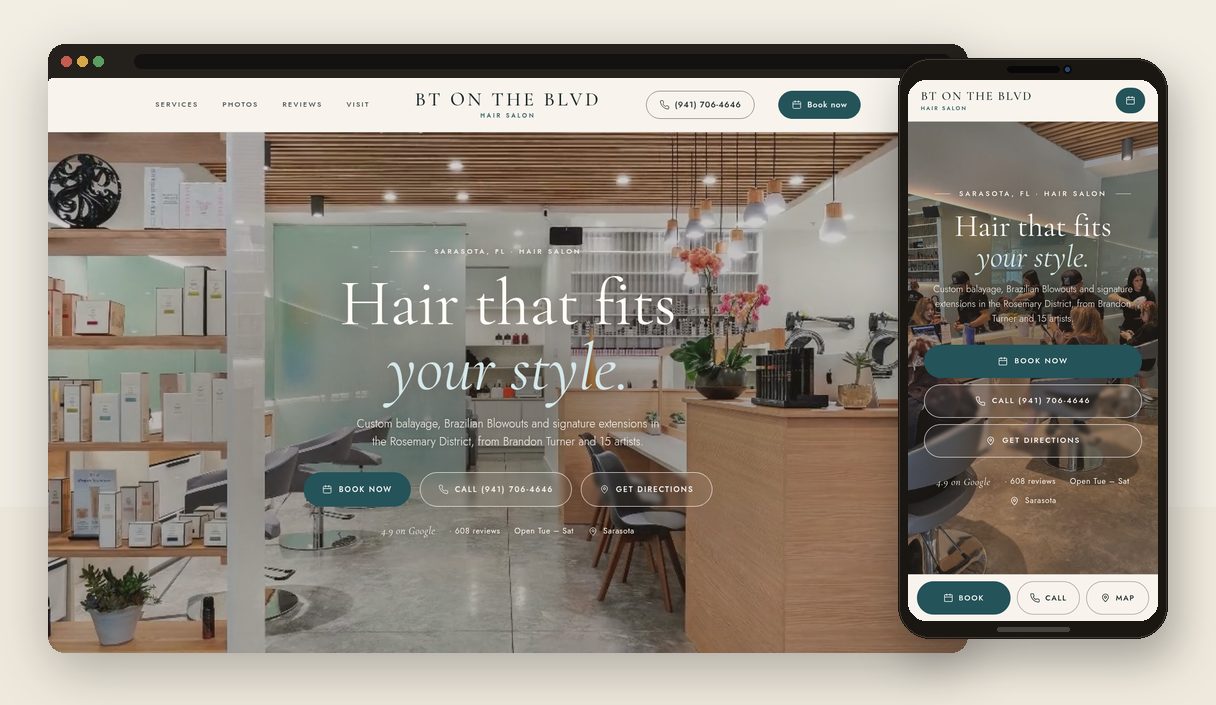 SERVICES
PHOTOS
REVIEWS
VISIT
BT ON THE BLVD
HAIR SALON
(941) 706-4646
Book now
SARASOTA, FL · HAIR SALON
Hair that fits
your style.
Custom balayage, Brazilian Blowouts and signature extensions in
the Rosemary District, from Brandon Turner and 15 artists.
BOOK NOW
CALL (941) 706-4646
GET DIRECTIONS
4.9 on Google · 608 reviews Open Tue – Sat Sarasota
BT ON THE BLVD
HAIR SALON
SARASOTA, FL · HAIR SALON
Hair that fits
your style.
Custom balayage, Brazilian Blowouts and signature
extensions in the Rosemary District, from Brandon
Turner and 15 artists.
BOOK NOW
CALL (941) 706-4646
GET DIRECTIONS
4.9 on Google · 608 reviews Open Tue – Sat
Sarasota
BOOK
CALL
MAP